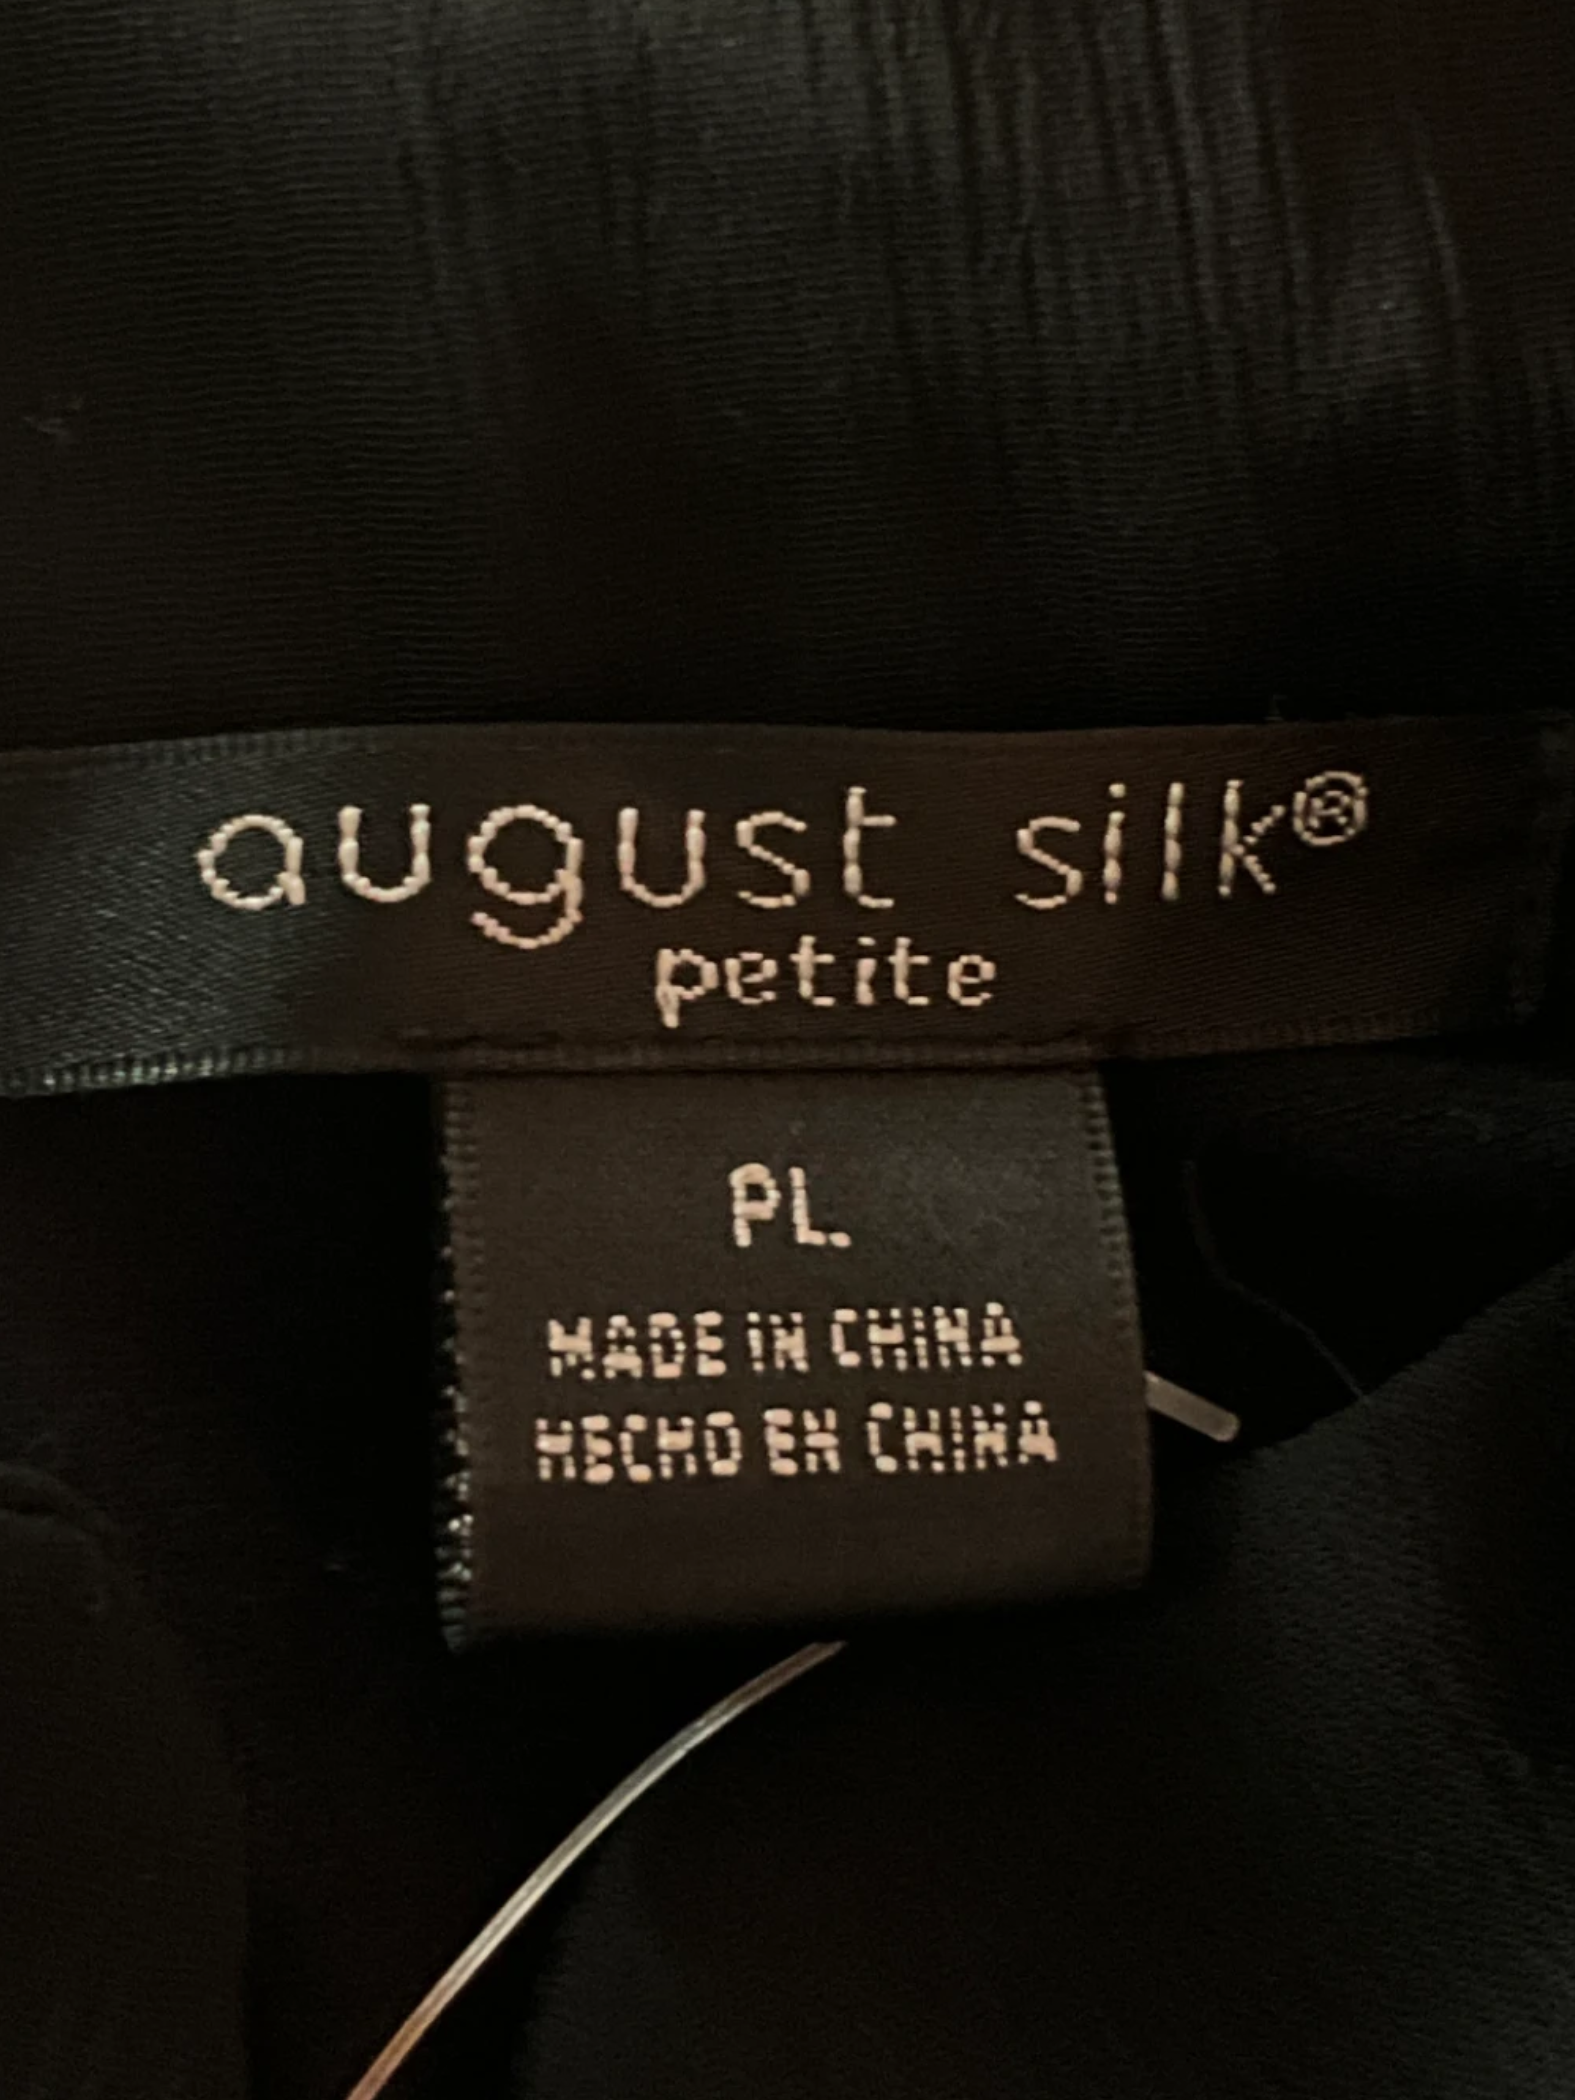 august silk®
petite
PL
MADE IN CHINA
HECHO EN CHINA